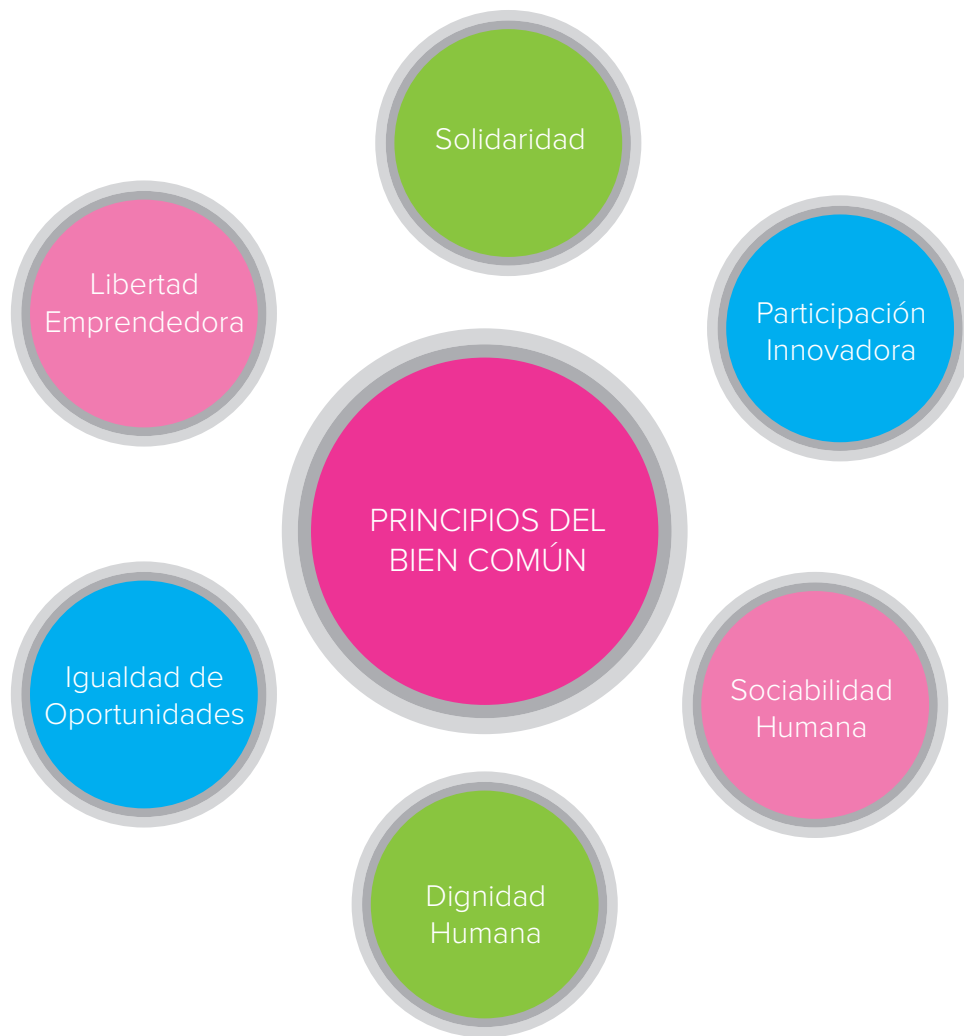 Solidaridad
Libertad
Emprendedora
Participación
Innovadora
PRINCIPIOS DEL
BIEN COMÚN
Igualdad de
Oportunidades
Sociabilidad
Humana
Dignidad
Humana